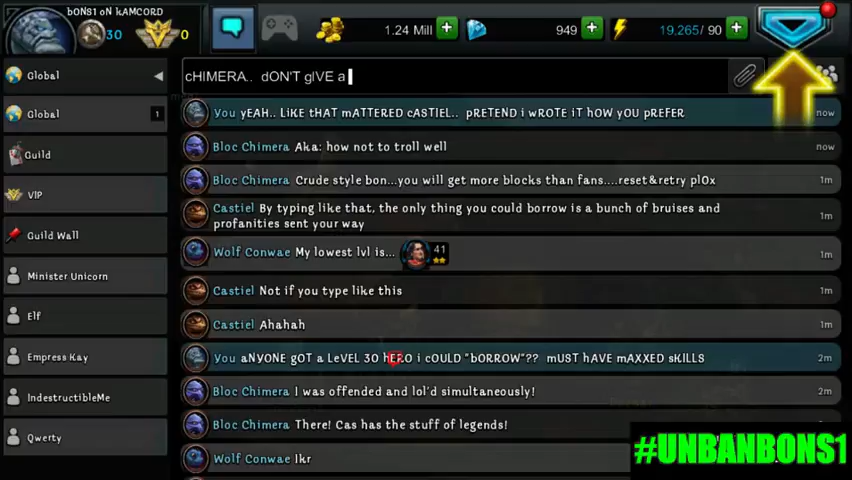 bONS1 oN kAMCORD
30
0
1.24 Mill
949
19,265/ 90
Global
cHIMERA.. dON'T gIVE a
Global
1
You yEAH.. LiKE tHAT mATTERED cASTIEL.. pRETEND i wROTE iT hOW yOU pREFER
now
Guild
Bloc Chimera Aka: how not to troll well
now
VIP
Bloc Chimera Crude style bon...you will get more blocks than fans....reset&retry pl0x
1m
Guild Wall
Castiel By typing like that, the only thing you could borrow is a bunch of bruises and
profanities sent your way
1m
Wolf Conwae My lowest lvl is...
41
1m
Minister Unicorn
Castiel Not if you type like this
1m
Elf
Castiel Ahahah
1m
Empress Kay
You aNYONE gOT a LeVEL 30 hERO i cOULD "bORROW"?? mUST hAVE mAXXED sKILLS
2m
IndestructibleMe
Bloc Chimera I was offended and lol'd simultaneously!
2m
Qwerty
Bloc Chimera There! Cas has the stuff of legends!
Wolf Conwae Ikr
#UNBANBONS1